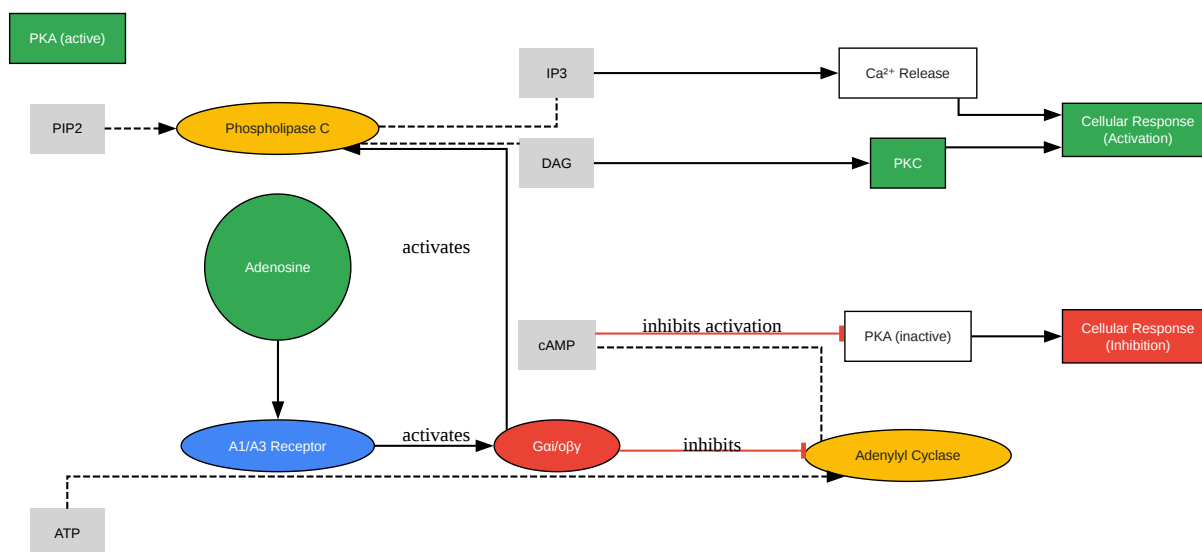 PKA (active)
PIP2
Phospholipase C
IP3
Ca²⁺ Release
Cellular Response
(Activation)
DAG
PKC
Adenosine
activates
cAMP
inhibits activation
PKA (inactive)
Cellular Response
(Inhibition)
A1/A3 Receptor
activates
Gαi/oβγ
inhibits
Adenylyl Cyclase
ATP